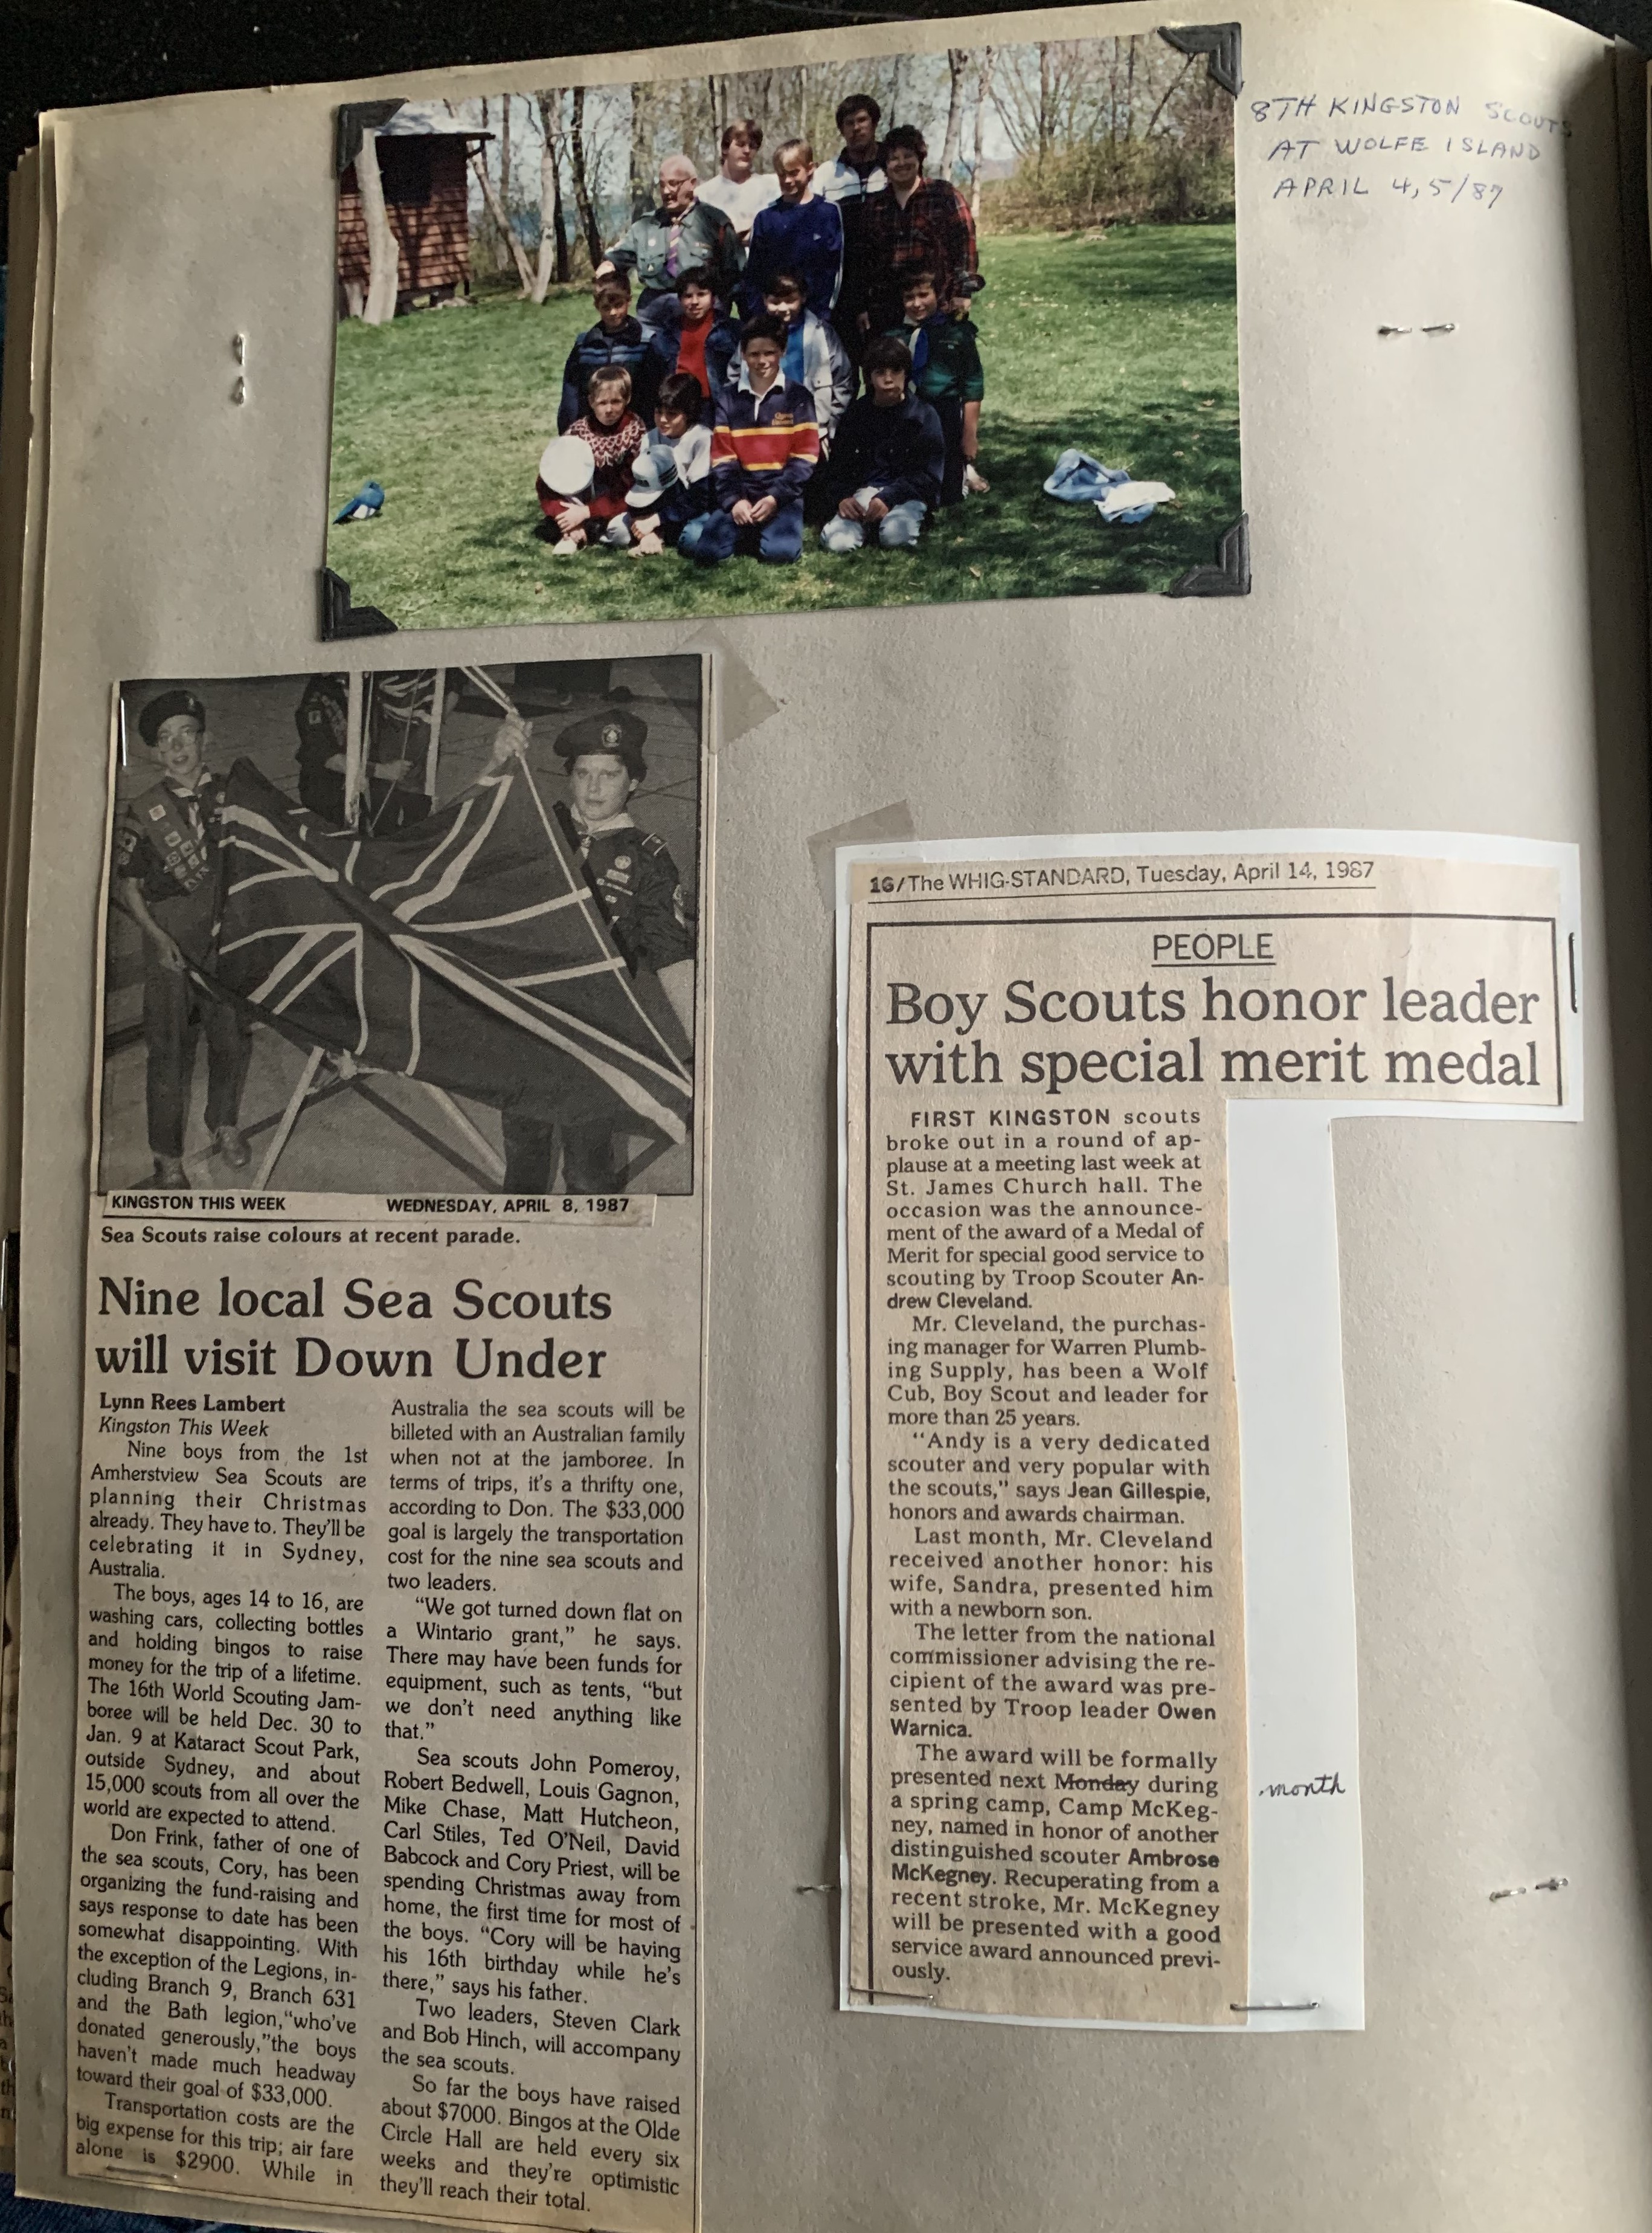 8TH KINGSTON SCOUTS
AT WOLFE ISLAND
APRIL 4, 5/87
KINGSTON THIS WEEK WEDNESDAY, APRIL 8, 1987
Sea Scouts raise colours at recent parade.
Nine local Sea Scouts
will visit Down Under
Lynn Rees Lambert
Kingston This Week
Nine boys from the 1st
Amherstview Sea Scouts are
planning their Christmas
already. They have to. They'll be
celebrating it in Sydney,
Australia.
The boys, ages 14 to 16, are
washing cars, collecting bottles
and holding bingos to raise
money for the trip of a lifetime.
The 16th World Scouting Jam-
boree will be held Dec. 30 to
Jan. 9 at Kataract Scout Park,
outside Sydney, and about
15,000 scouts from all over the
world are expected to attend.
Don Frink, father of one of
the sea scouts, Cory, has been
organizing the fund-raising and
says response to date has been
somewhat disappointing. With
the exception of the Legions, in-
cluding Branch 9, Branch 631
and the Bath legion,"who've
donated generously,"the boys
haven't made much headway
toward their goal of $33,000.
Transportation costs are the
big expense for this trip; air fare
alone is $2900. While in
Australia the sea scouts will be
billeted with an Australian family
when not at the jamboree. In
terms of trips, it's a thrifty one,
according to Don. The $33,000
goal is largely the transportation
cost for the nine sea scouts and
two leaders.
"We got turned down flat on
a Wintario grant," he says.
There may have been funds for
equipment, such as tents, "but
we don't need anything like
that."
Sea scouts John Pomeroy,
Robert Bedwell, Louis Gagnon,
Mike Chase, Matt Hutcheon,
Carl Stiles, Ted O'Neil, David
Babcock and Cory Priest, will be
spending Christmas away from
home, the first time for most of
the boys. "Cory will be having
his 16th birthday while he's
there," says his father.
Two leaders, Steven Clark
and Bob Hinch, will accompany
the sea scouts.
So far the boys have raised
about $7000. Bingos at the Olde
Circle Hall are held every six
weeks and they're optimistic
they'll reach their total.
16/The WHIG-STANDARD, Tuesday, April 14, 1987
PEOPLE
Boy Scouts honor leader
with special merit medal
FIRST KINGSTON scouts
broke out in a round of ap-
plause at a meeting last week at
St. James Church hall. The
occasion was the announce-
ment of the award of a Medal of
Merit for special good service to
scouting by Troop Scouter An-
drew Cleveland.
Mr. Cleveland, the purchas-
ing manager for Warren Plumb-
ing Supply, has been a Wolf
Cub, Boy Scout and leader for
more than 25 years.
"Andy is a very dedicated
scouter and very popular with
the scouts," says Jean Gillespie,
honors and awards chairman.
Last month, Mr. Cleveland
received another honor: his
wife, Sandra, presented him
with a newborn son.
The letter from the national
commissioner advising the re-
cipient of the award was pre-
sented by Troop leader Owen
Warnica.
The award will be formally
presented next Monday during
a spring camp, Camp McKeg-
ney, named in honor of another
distinguished scouter Ambrose
McKegney. Recuperating from a
recent stroke, Mr. McKegney
will be presented with a good
service award announced previ-
ously.
month